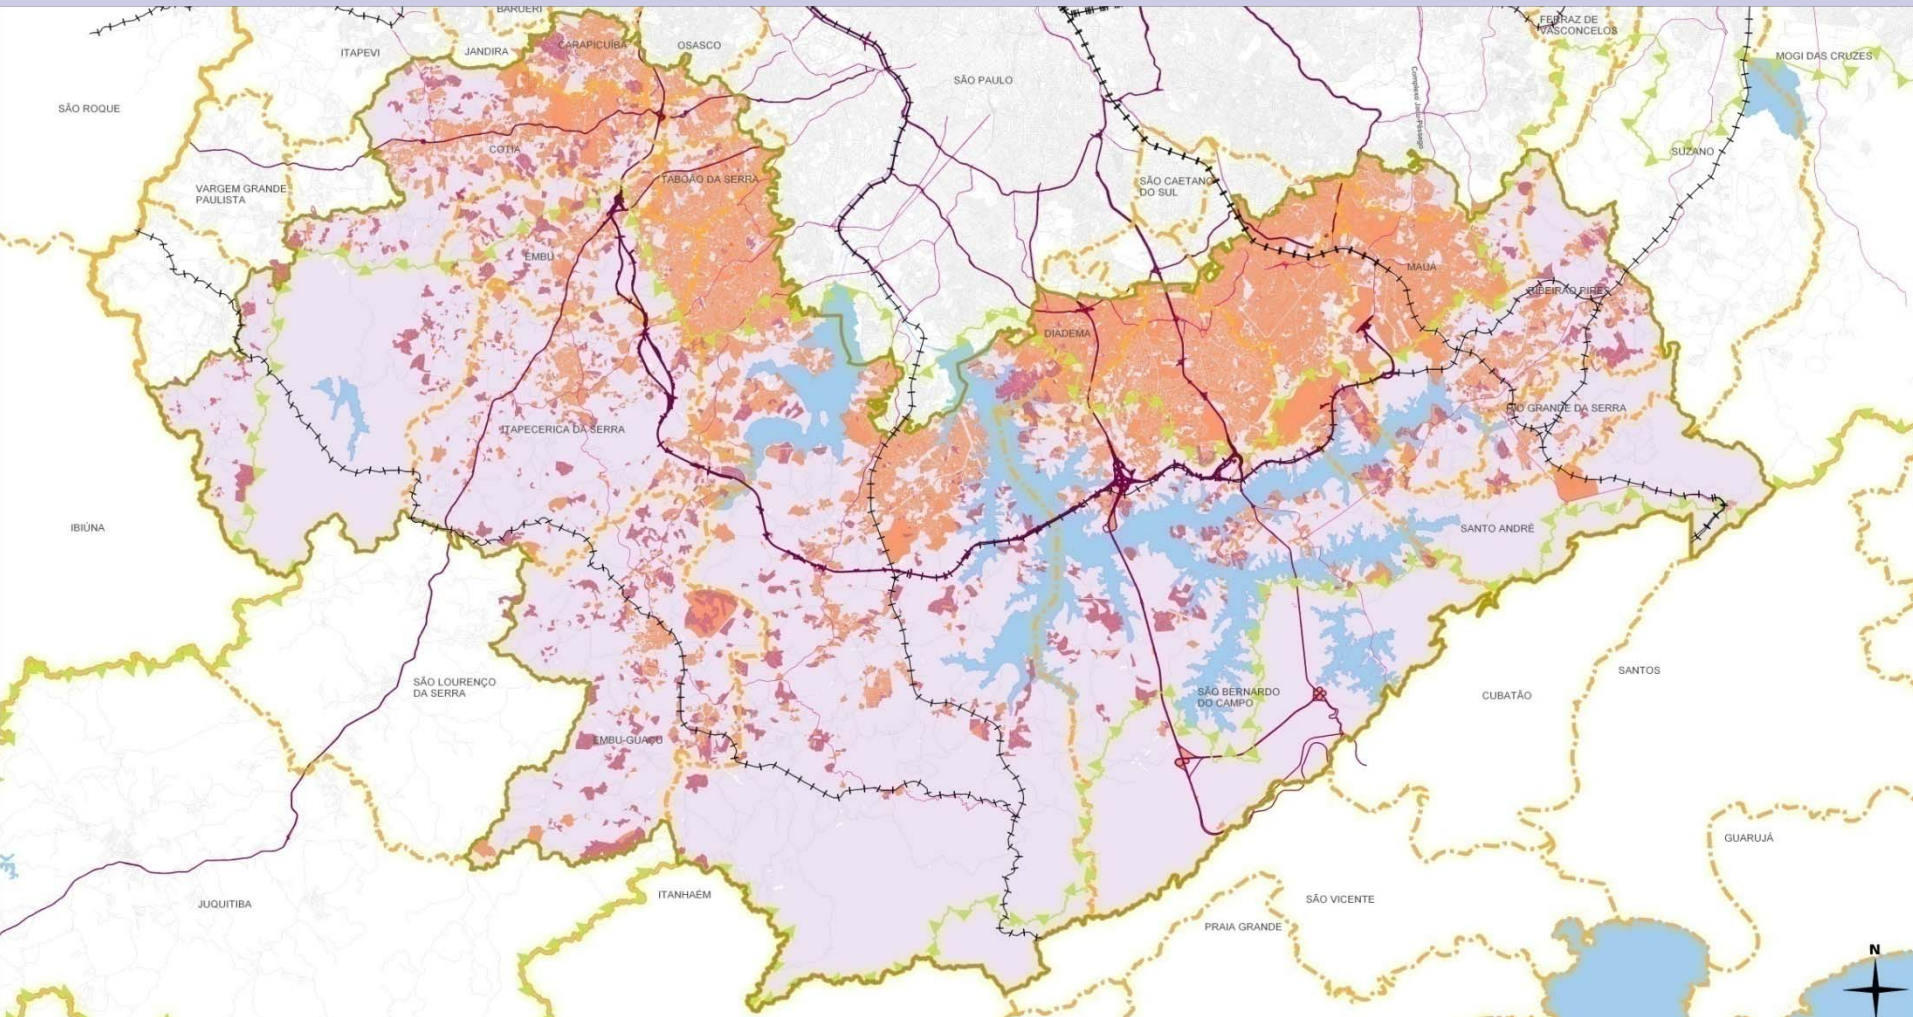 BARUERI
CARAPICUÍBA
OSASCO
ITAPEVI
JANDIRA
SÃO PAULO
FERRAZ DE
VASCONCELOS
MOGI DAS CRUZES
SÃO ROQUE
COTIA
Complexo Jacu-Pêssego
SUZANO
VARGEM GRANDE
PAULISTA
TABOÃO DA SERRA
SÃO CAETANO
DO SUL
EMBU
MAUÁ
RIBEIRÃO PIRES
DIADEMA
ITAPECERICA DA SERRA
RIO GRANDE DA SERRA
IBIÚNA
SANTO ANDRÉ
SÃO LOURENÇO
DA SERRA
SANTOS
SÃO BERNARDO
DO CAMPO
CUBATÃO
EMBU-GUAÇU
GUARUJÁ
ITANHAÉM
JUQUITIBA
SÃO VICENTE
PRAIA GRANDE
N